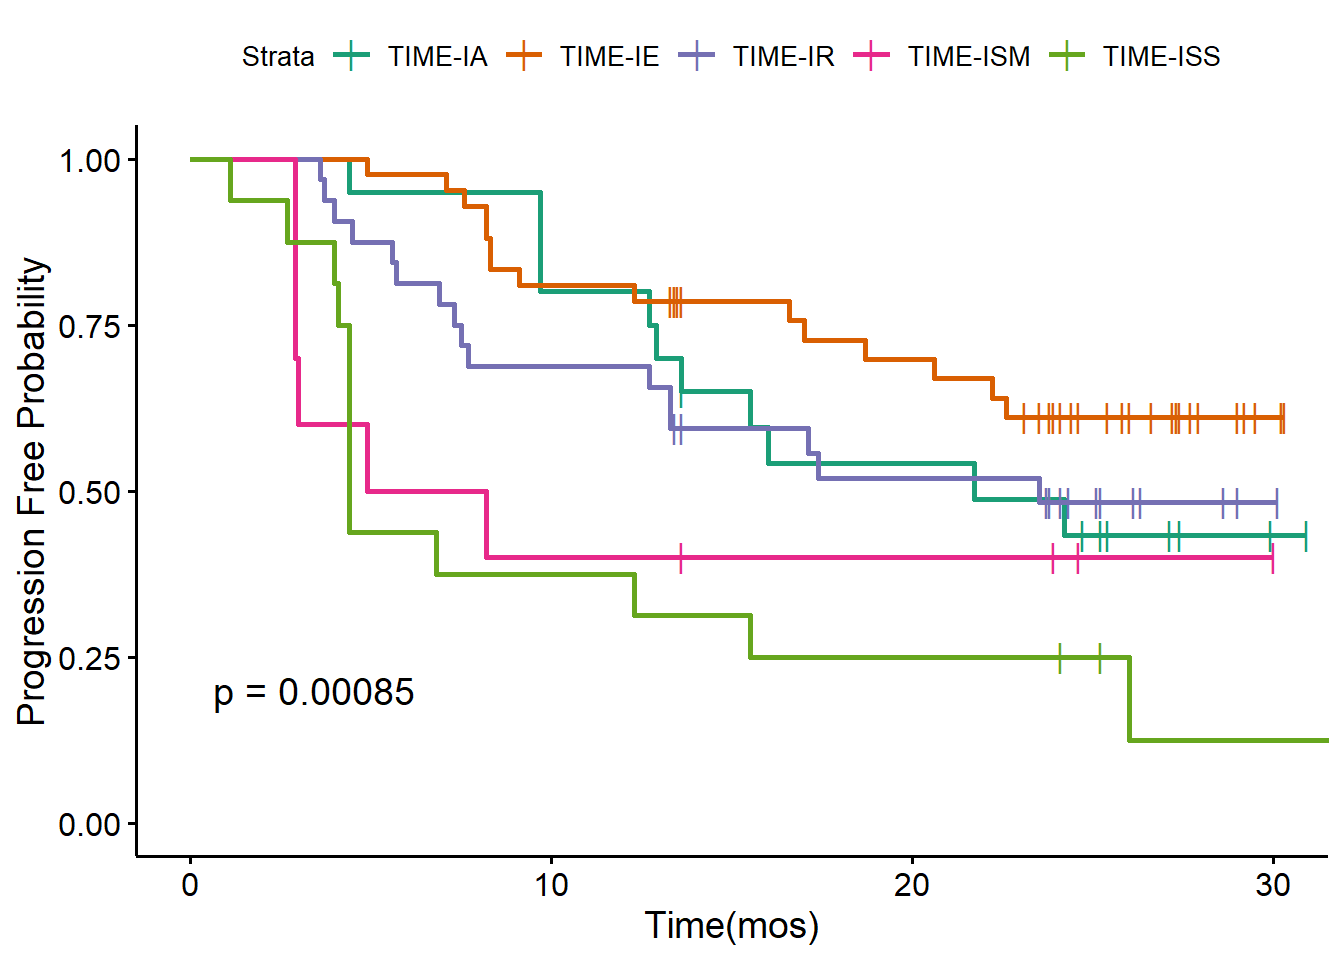 Strata TIME-IA TIME-IE TIME-IR TIME-ISM TIME-ISS
Progression Free Probability
1.00
0.75
0.50
0.25
0.00
p = 0.00085
0 10 20 30
Time(mos)